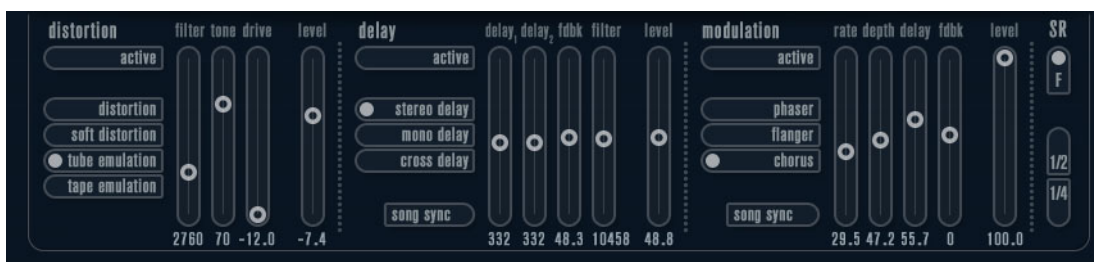 distortion filter tone drive level delay delay1 delay2 fdbk filter level modulation rate depth delay fdbk level SR
active active active
F
distortion stereo delay phaser
soft distortion mono delay flanger
tube emulation cross delay chorus 1/2
tape emulation 1/4
song sync song sync
2760 70 -12.0 -7.4 332 332 48.3 10458 48.8 29.5 47.2 55.7 0 100.0